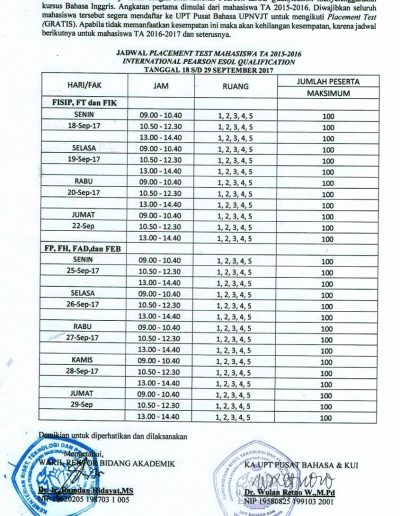 kursus Bahasa Inggris. Angkatan pertama dimulai dari mahasiswa TA 2015-2016. Diwajibkan seluruh
mahasiswa tersebut segera mendaftar ke UPT Pusat Bahasa UPNVJT untuk mengikuti Placement Test
(GRATIS). Apabila tidak memanfaatkan kesempatan ini maka akan kehilangan kesempatan, karena jadwal
berikutnya untuk mahasiswa TA 2016-2017 dan seterusnya.
JADWAL PLACEMENT TEST MAHASISWA TA 2015-2016
INTERNATIONAL PEARSON ESOL QUALIFICATION
TANGGAL 18 S/D 29 SEPTEMBER 2017
HARI/FAK JAM RUANG JUMLAH PESERTA MAKSIMUM
FISIP, FT dan FIK
SENIN 09.00 - 10.40 1, 2, 3, 4, 5 100
18-Sep-17 10.50 - 12.30 1, 2, 3, 4, 5 100
13.00 - 14.40 1, 2, 3, 4, 5 100
SELASA 09.00 - 10.40 1, 2, 3, 4, 5 100
19-Sep-17 10.50 - 12.30 1, 2, 3, 4, 5 100
13.00 - 14.40 1, 2, 3, 4, 5 100
RABU 09.00 - 10.40 1, 2, 3, 4, 5 100
20-Sep-17 10.50 - 12.30 1, 2, 3, 4, 5 100
13.00 - 14.40 1, 2, 3, 4, 5 100
JUMAT 09.00 - 10.40 1, 2, 3, 4, 5 100
22-Sep 10.50 - 12.30 1, 2, 3, 4, 5 100
13.00 - 14.40 1, 2, 3, 4, 5 100
FP, FH, FAD,dan FEB
SENIN 09.00 - 10.40 1, 2, 3, 4, 5 100
25-Sep-17 10.50 - 12.30 1, 2, 3, 4, 5 100
13.00 - 14.40 1, 2, 3, 4, 5 100
SELASA 09.00 - 10.40 1, 2, 3, 4, 5 100
26-Sep-17 10.50 - 12.30 1, 2, 3, 4, 5 100
13.00 - 14.40 1, 2, 3, 4, 5 100
RABU 09.00 - 10.40 1, 2, 3, 4, 5 100
27-Sep-17 10.50 - 12.30 1, 2, 3, 4, 5 100
13.00 - 14.40 1, 2, 3, 4, 5 100
KAMIS 09.00 - 10.40 1, 2, 3, 4, 5 100
28-Sep-17 10.50 - 12.30 1, 2, 3, 4, 5 100
13.00 - 14.40 1, 2, 3, 4, 5 100
JUMAT 09.00 - 10.40 1, 2, 3, 4, 5 100
29-Sep 10.50 - 12.30 1, 2, 3, 4, 5 100
13.00 - 14.40 1, 2, 3, 4, 5 100
Demikian untuk diperhatikan dan dilaksanakan
Mengetahui,
WAKIL REKTOR BIDANG AKADEMIK KA.UPT PUSAT BAHASA & KUI
Hidayat,MS Dr. Wulan Retno W.,M.Pd
198703 1 005 NIP 19580825 199103 2001